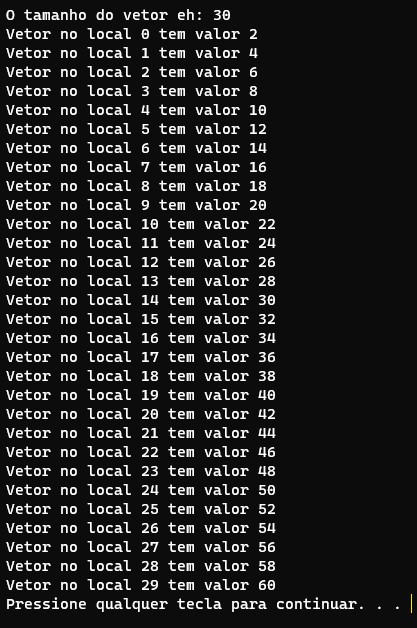 O tamanho do vetor eh: 30
Vetor no local 0 tem valor 2
Vetor no local 1 tem valor 4
Vetor no local 2 tem valor 6
Vetor no local 3 tem valor 8
Vetor no local 4 tem valor 10
Vetor no local 5 tem valor 12
Vetor no local 6 tem valor 14
Vetor no local 7 tem valor 16
Vetor no local 8 tem valor 18
Vetor no local 9 tem valor 20
Vetor no local 10 tem valor 22
Vetor no local 11 tem valor 24
Vetor no local 12 tem valor 26
Vetor no local 13 tem valor 28
Vetor no local 14 tem valor 30
Vetor no local 15 tem valor 32
Vetor no local 16 tem valor 34
Vetor no local 17 tem valor 36
Vetor no local 18 tem valor 38
Vetor no local 19 tem valor 40
Vetor no local 20 tem valor 42
Vetor no local 21 tem valor 44
Vetor no local 22 tem valor 46
Vetor no local 23 tem valor 48
Vetor no local 24 tem valor 50
Vetor no local 25 tem valor 52
Vetor no local 26 tem valor 54
Vetor no local 27 tem valor 56
Vetor no local 28 tem valor 58
Vetor no local 29 tem valor 60
Pressione qualquer tecla para continuar. . .